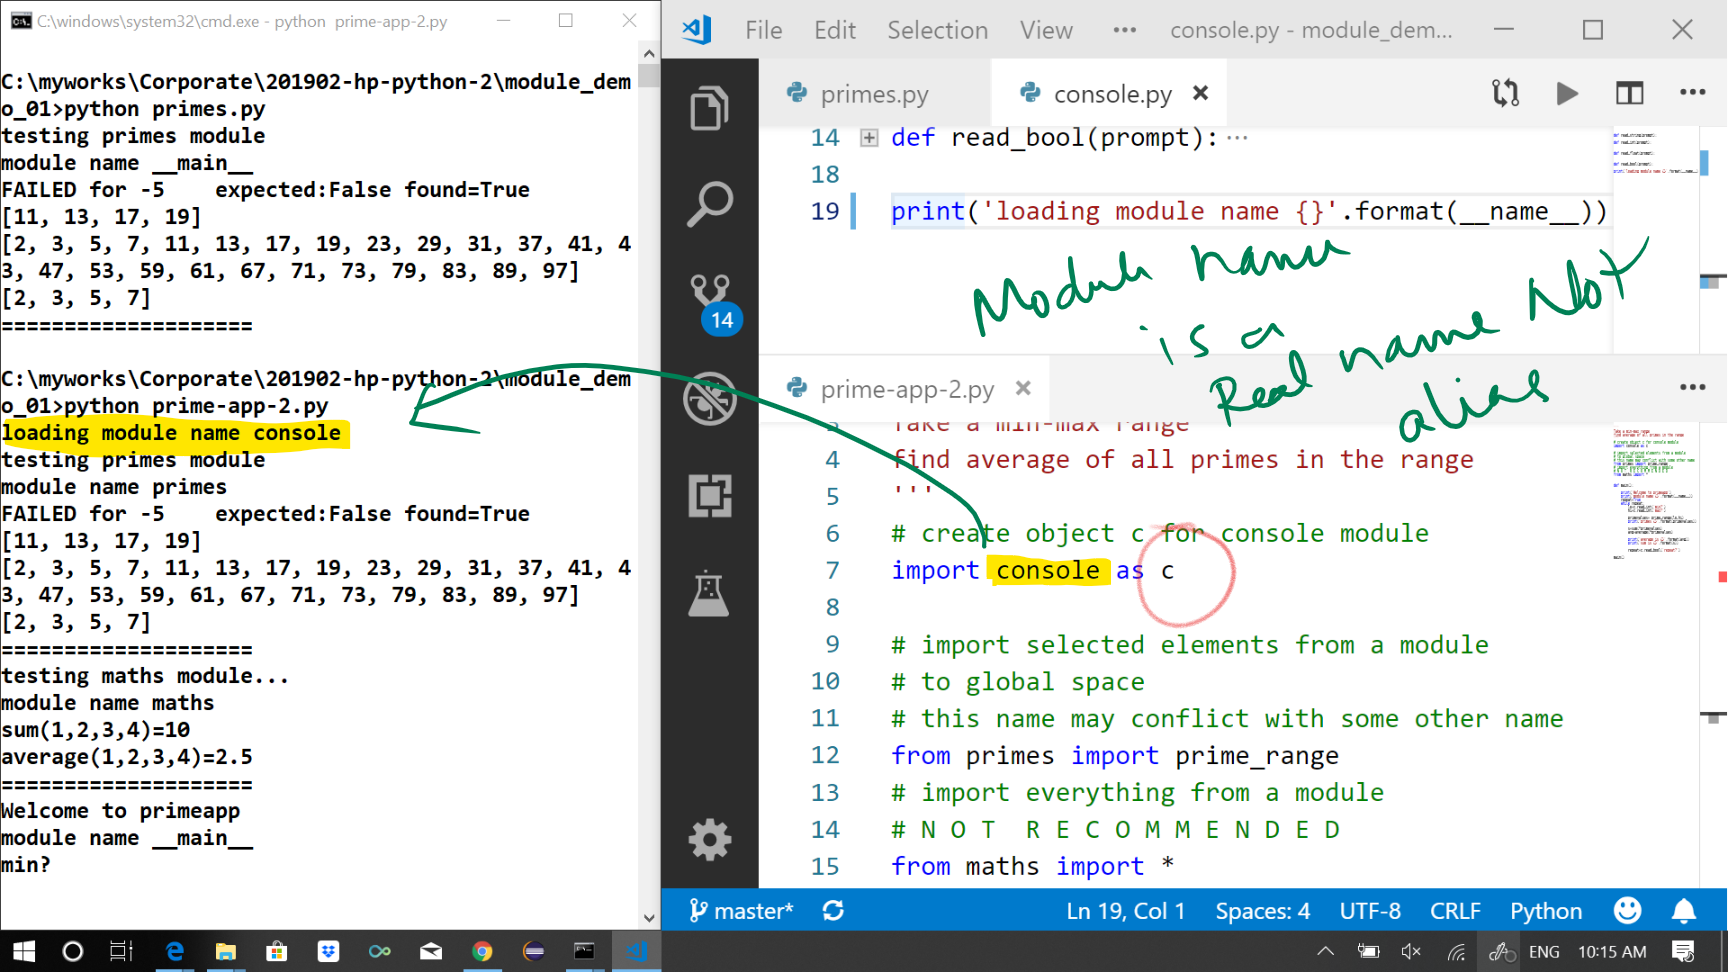 C:\windows\system32\cmd.exe - python  prime-app-2.py
C:\myworks\Corporate\201902-hp-python-2\module_dem
o_01>python primes.py
testing primes module
module name __main__
FAILED for -5    expected:False found=True
[11, 13, 17, 19]
[2, 3, 5, 7, 11, 13, 17, 19, 23, 29, 31, 37, 41, 4
3, 47, 53, 59, 61, 67, 71, 73, 79, 83, 89, 97]
[2, 3, 5, 7]
====================
C:\myworks\Corporate\201902-hp-python-2\module_dem
o_01>python prime-app-2.py
loading module name console
testing primes module
module name primes
FAILED for -5    expected:False found=True
[11, 13, 17, 19]
[2, 3, 5, 7, 11, 13, 17, 19, 23, 29, 31, 37, 41, 4
3, 47, 53, 59, 61, 67, 71, 73, 79, 83, 89, 97]
[2, 3, 5, 7]
====================
testing maths module...
module name maths
sum(1,2,3,4)=10
average(1,2,3,4)=2.5
====================
Welcome to primeapp
module name __main__
min?
File Edit Selection View ··· console.py - module_dem...
primes.py console.py
14 def read_bool(prompt):···
18
19 print('loading module name {}'.format(__name__))
Module name
is a
Real name Not
alias
14
prime-app-2.py
3 Take a min-max range
4 find average of all primes in the range
5 '''
6 # create object c for console module
7 import console as c
8
9 # import selected elements from a module
10 # to global space
11 # this name may conflict with some other name
12 from primes import prime_range
13 # import everything from a module
14 # N O T  R E C O M M E N D E D
15 from maths import *
master* Ln 19, Col 1 Spaces: 4 UTF-8 CRLF Python
ENG 10:15 AM